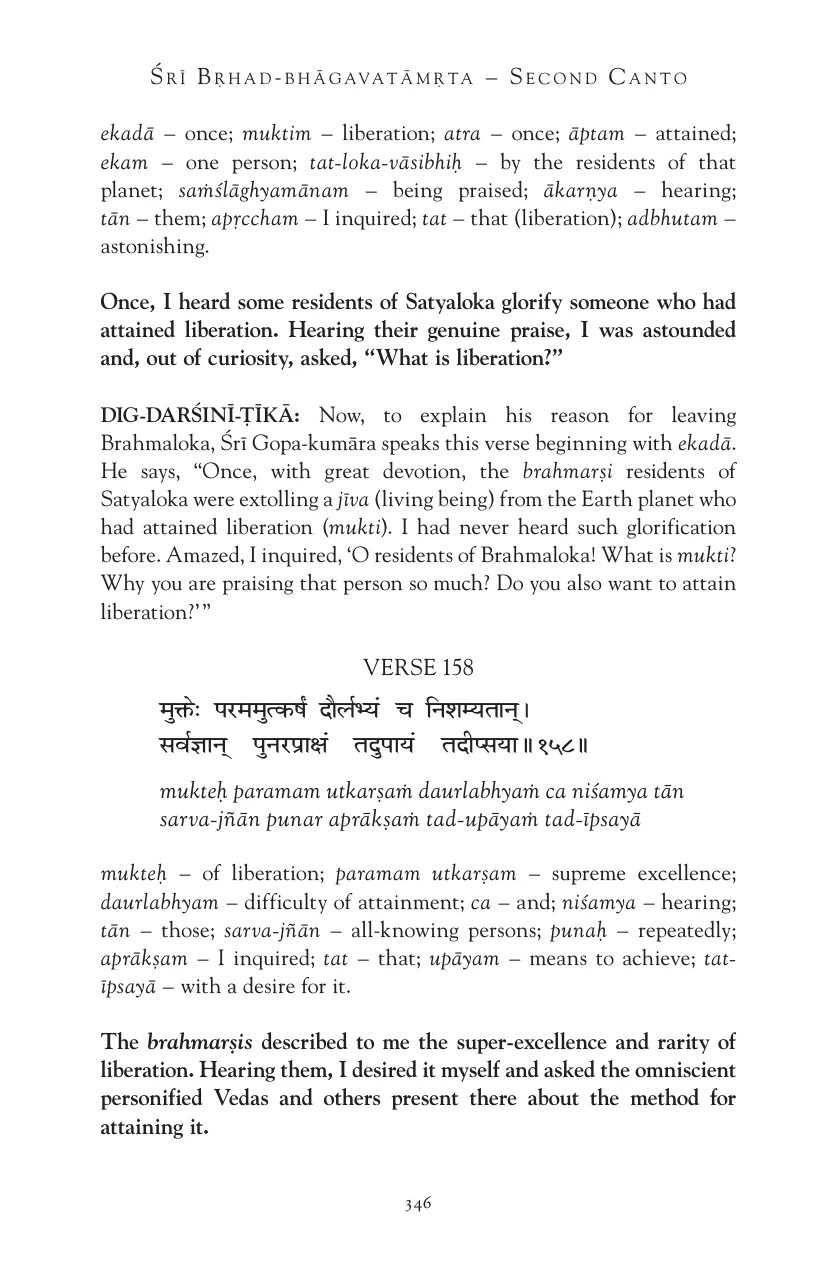 ŚRĪ BṚHAD-BHĀGAVATĀMṚTA – SECOND CANTO
ekadā – once; muktim – liberation; atra – once; āptam – attained;
ekam – one person; tat-loka-vāsibhiḥ – by the residents of that
planet; saṁślāghyamānam – being praised; ākarṇya – hearing;
tān – them; apṛccham – I inquired; tat – that (liberation); adbhutam –
astonishing.
Once, I heard some residents of Satyaloka glorify someone who had
attained liberation. Hearing their genuine praise, I was astounded
and, out of curiosity, asked, “What is liberation?”
DIG-DARŚINĪ-ṬĪKĀ: Now, to explain his reason for leaving
Brahmaloka, Śrī Gopa-kumāra speaks this verse beginning with ekadā.
He says, “Once, with great devotion, the brahmarṣi residents of
Satyaloka were extolling a jīva (living being) from the Earth planet who
had attained liberation (mukti). I had never heard such glorification
before. Amazed, I inquired, ‘O residents of Brahmaloka! What is mukti?
Why you are praising that person so much? Do you also want to attain
liberation?’”
VERSE 158
मुक्तेः परममुत्कर्षं दौर्लभ्यं च निशम्यतान्।
सर्वज्ञान् पुनरप्राक्षं तदुपायं तदीप्सया॥१५८॥
mukteḥ paramam utkarṣaṁ daurlabhyaṁ ca niśamya tān
sarva-jñān punar aprākṣaṁ tad-upāyaṁ tad-īpsayā
mukteḥ – of liberation; paramam utkarṣam – supreme excellence;
daurlabhyam – difficulty of attainment; ca – and; niśamya – hearing;
tān – those; sarva-jñān – all-knowing persons; punaḥ – repeatedly;
aprākṣam – I inquired; tat – that; upāyam – means to achieve; tat-
īpsayā – with a desire for it.
The brahmarṣis described to me the super-excellence and rarity of
liberation. Hearing them, I desired it myself and asked the omniscient
personified Vedas and others present there about the method for
attaining it.
346